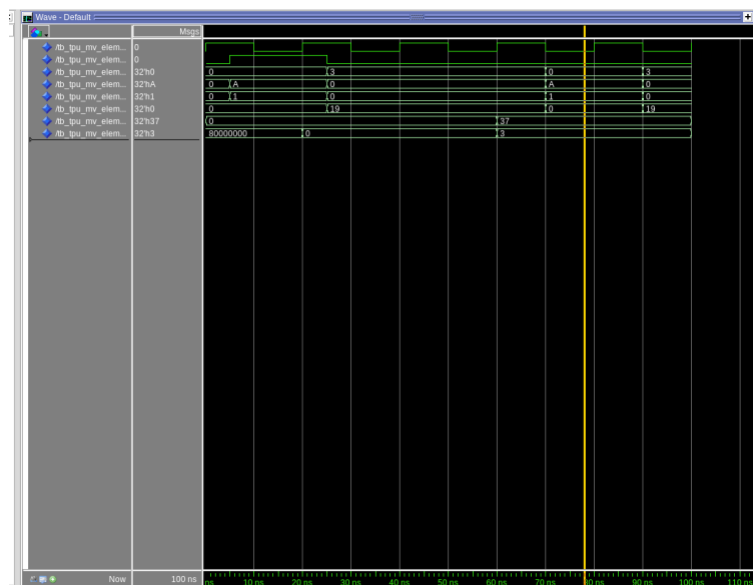 Wave - Default
Msgs
/tb_tpu_mv_elem... 0
/tb_tpu_mv_elem... 0
/tb_tpu_mv_elem... 32'h0 0 3 0 3
/tb_tpu_mv_elem... 32'hA 0 A 0 A 0
/tb_tpu_mv_elem... 32'h1 0 1 0 1 0
/tb_tpu_mv_elem... 32'h0 0 19 0 19
/tb_tpu_mv_elem... 32'h37 0 37
/tb_tpu_mv_elem... 32'h3 80000000 0 3
Now 100 ns ns 10 ns 20 ns 30 ns 40 ns 50 ns 60 ns 70 ns 80 ns 90 ns 100 ns 110 ns